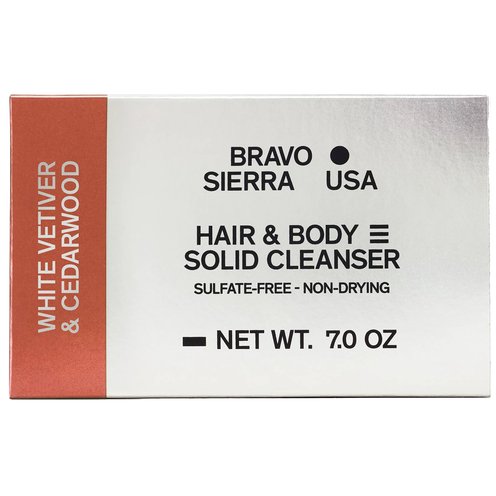 WHITE VETIVER
& CEDARWOOD
BRAVO ● 
SIERRA USA
HAIR & BODY ☰
SOLID CLEANSER
SULFATE-FREE - NON-DRYING
▬ NET WT. 7.0 OZ